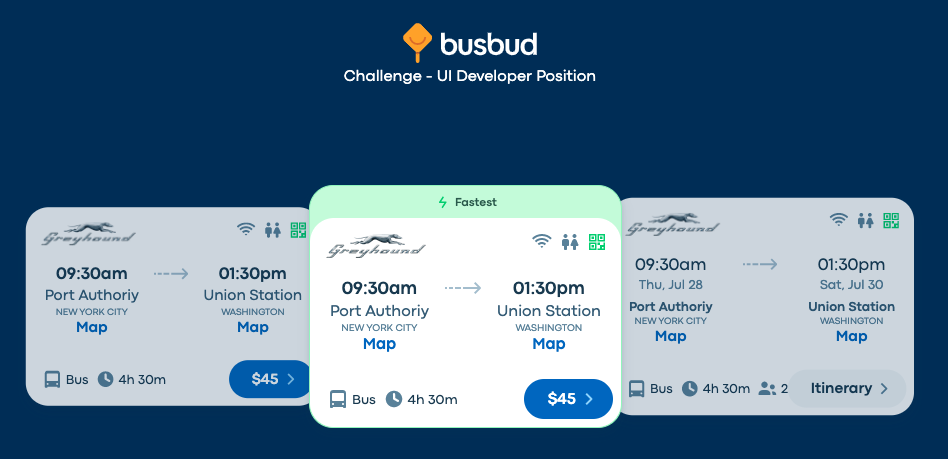 busbud
Challenge - UI Developer Position
Greyhound
09:30am 01:30pm
Port Authoriy Union Station
NEW YORK CITY WASHINGTON
Map Map
Bus 4h 30m $45
Fastest
Greyhound
09:30am 01:30pm
Port Authoriy Union Station
NEW YORK CITY WASHINGTON
Map Map
Bus 4h 30m $45
Greyhound
09:30am 01:30pm
Thu, Jul 28 Sat, Jul 30
Port Authoriy Union Station
NEW YORK CITY WASHINGTON
Map Map
Bus 4h 30m 2 Itinerary